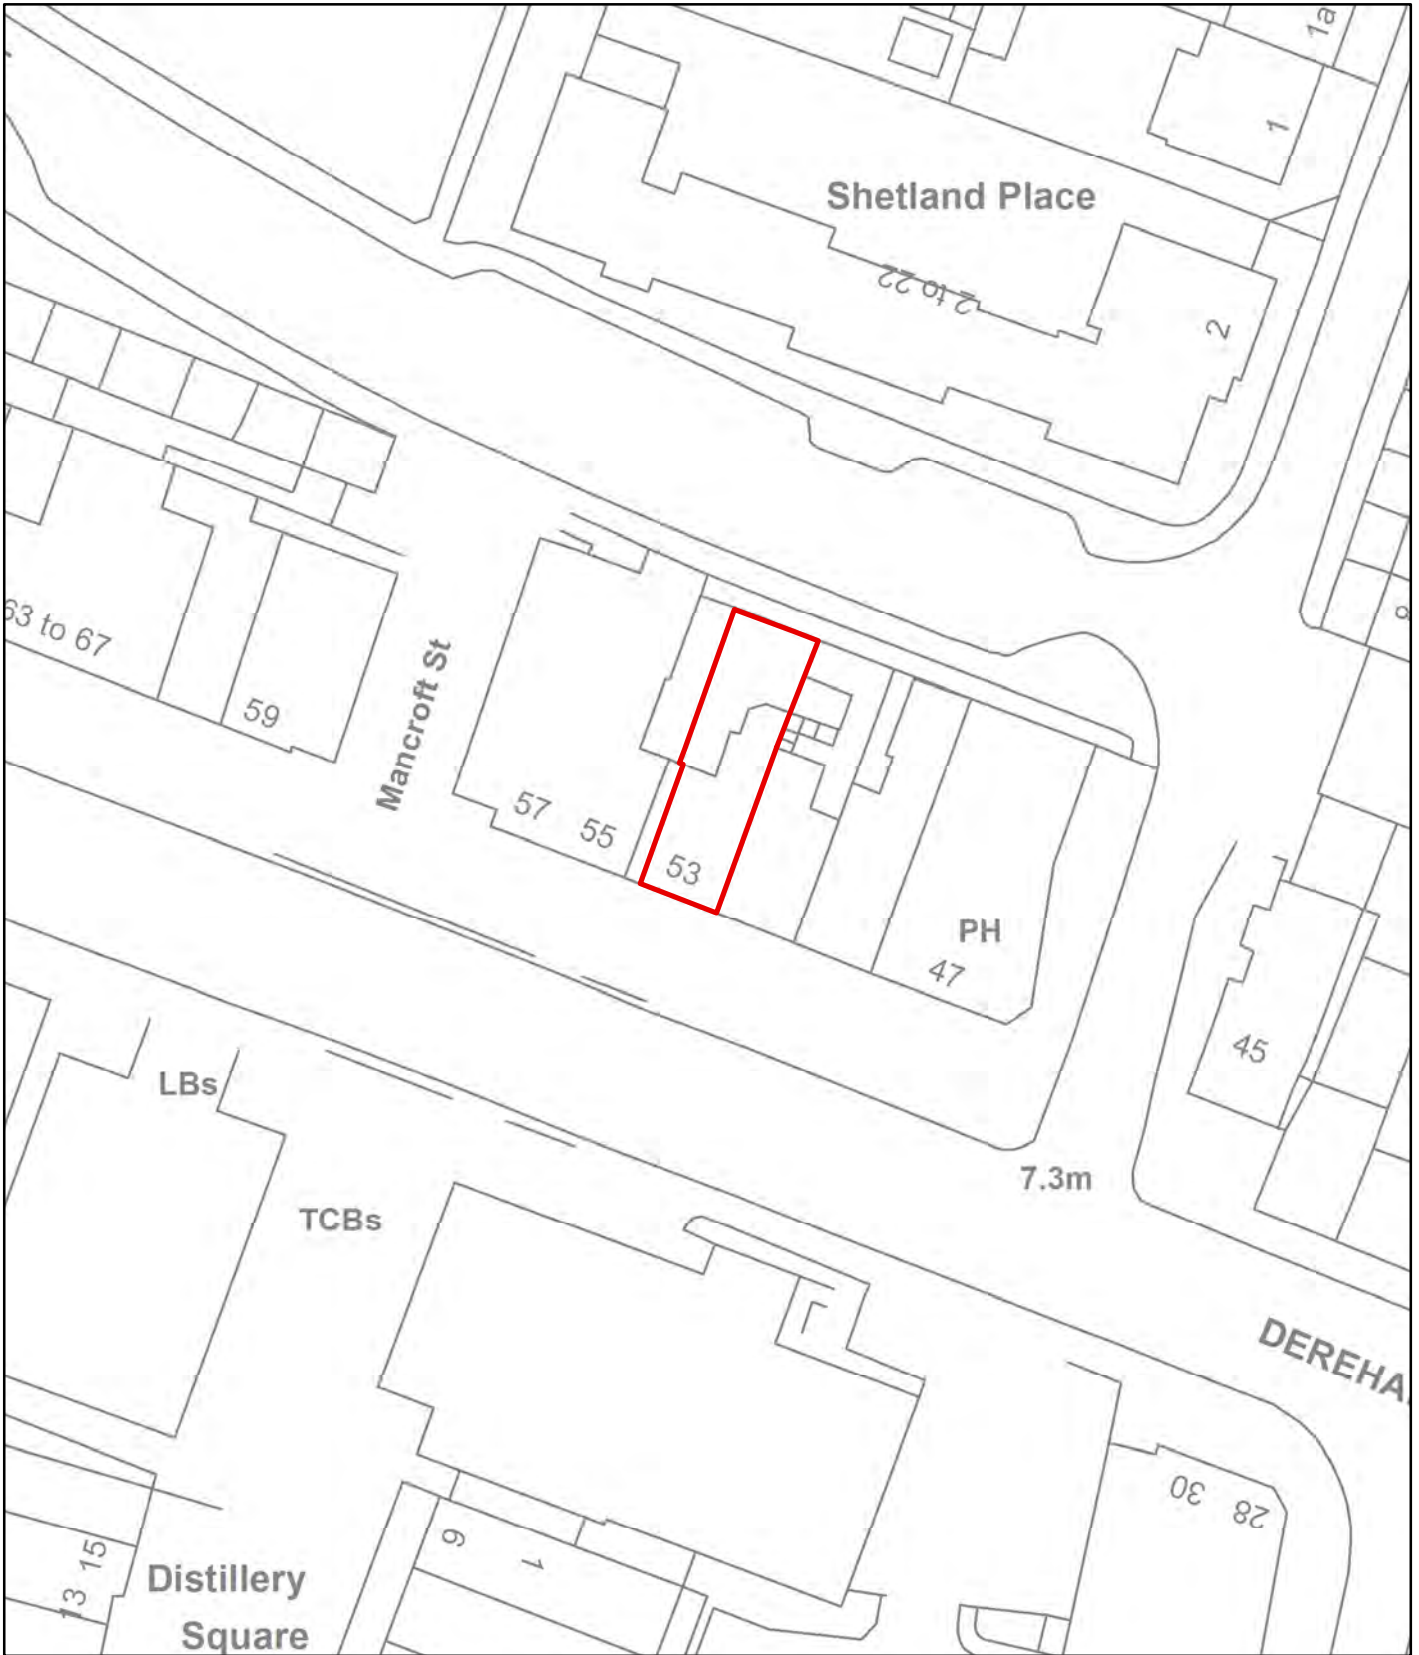 1a
1
Shetland Place
2 to 22
2
63 to 67
59
Mancroft St
57
55
53
PH
47
45
LBs
7.3m
TCBs
DEREHA
30
28
9
1
15
13
Distillery
Square